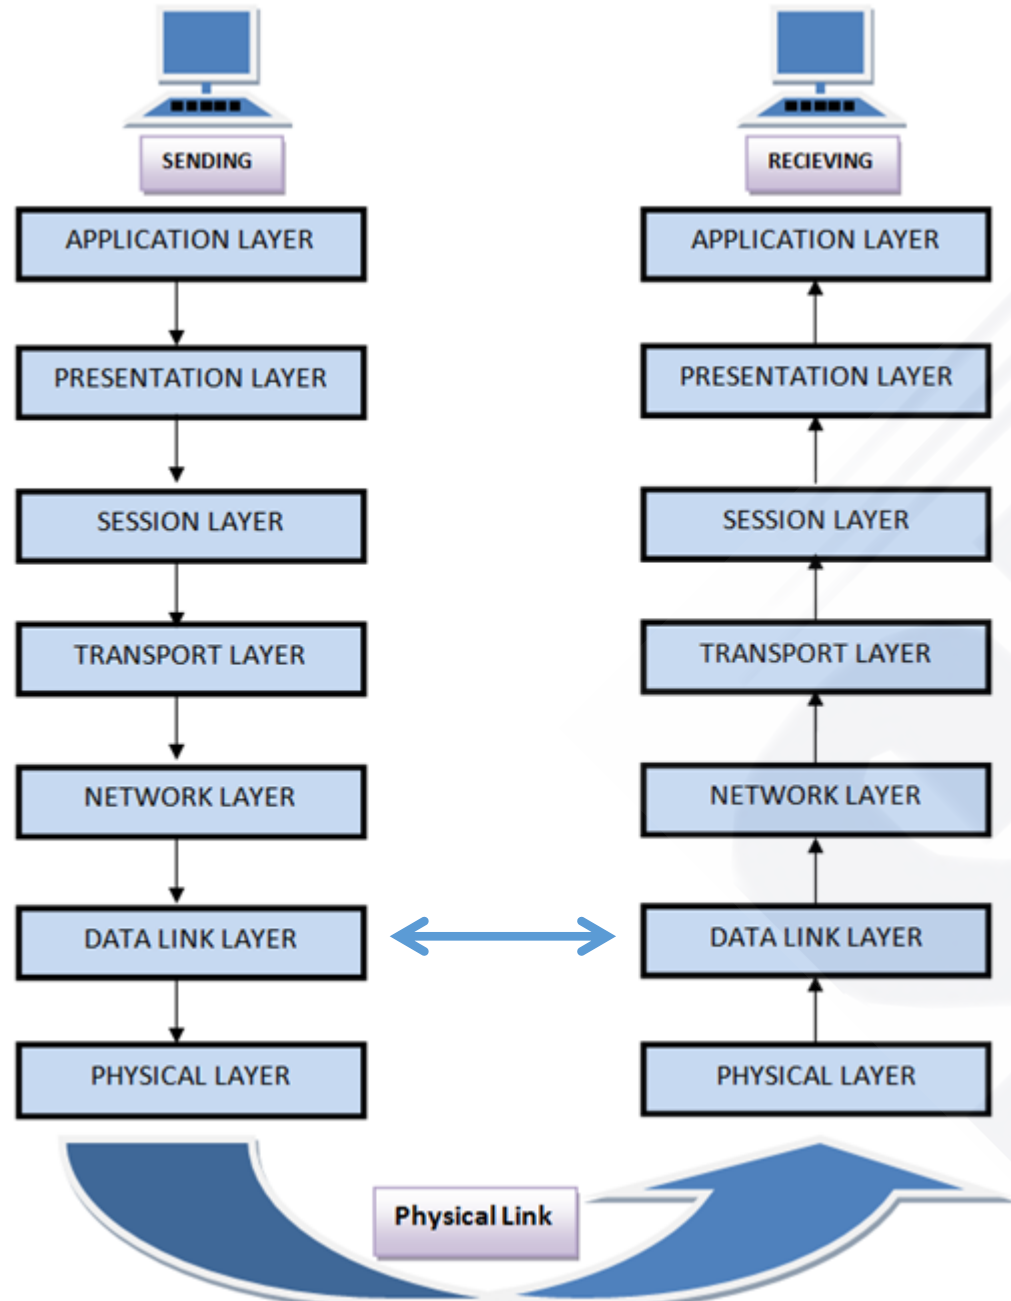 SENDING
APPLICATION LAYER
PRESENTATION LAYER
SESSION LAYER
TRANSPORT LAYER
NETWORK LAYER
DATA LINK LAYER
PHYSICAL LAYER
RECIEVING
APPLICATION LAYER
PRESENTATION LAYER
SESSION LAYER
TRANSPORT LAYER
NETWORK LAYER
DATA LINK LAYER
PHYSICAL LAYER
Physical Link